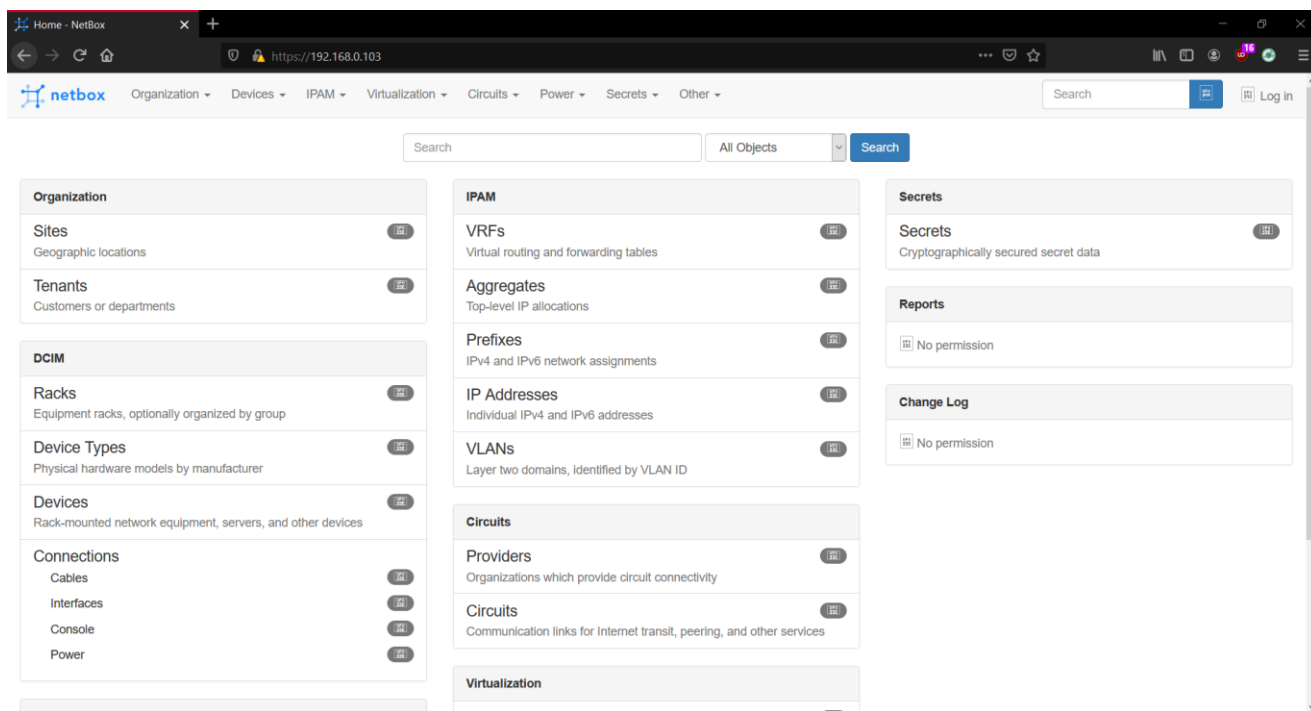 Home - NetBox
https://192.168.0.103
16
netbox Organization Devices IPAM Virtualization Circuits Power Secrets Other Search Log in
Search All Objects Search
Organization
Sites
Geographic locations
Tenants
Customers or departments
DCIM
Racks
Equipment racks, optionally organized by group
Device Types
Physical hardware models by manufacturer
Devices
Rack-mounted network equipment, servers, and other devices
Connections
Cables
Interfaces
Console
Power
IPAM
VRFs
Virtual routing and forwarding tables
Aggregates
Top-level IP allocations
Prefixes
IPv4 and IPv6 network assignments
IP Addresses
Individual IPv4 and IPv6 addresses
VLANs
Layer two domains, identified by VLAN ID
Circuits
Providers
Organizations which provide circuit connectivity
Circuits
Communication links for Internet transit, peering, and other services
Virtualization
Secrets
Secrets
Cryptographically secured secret data
Reports
No permission
Change Log
No permission